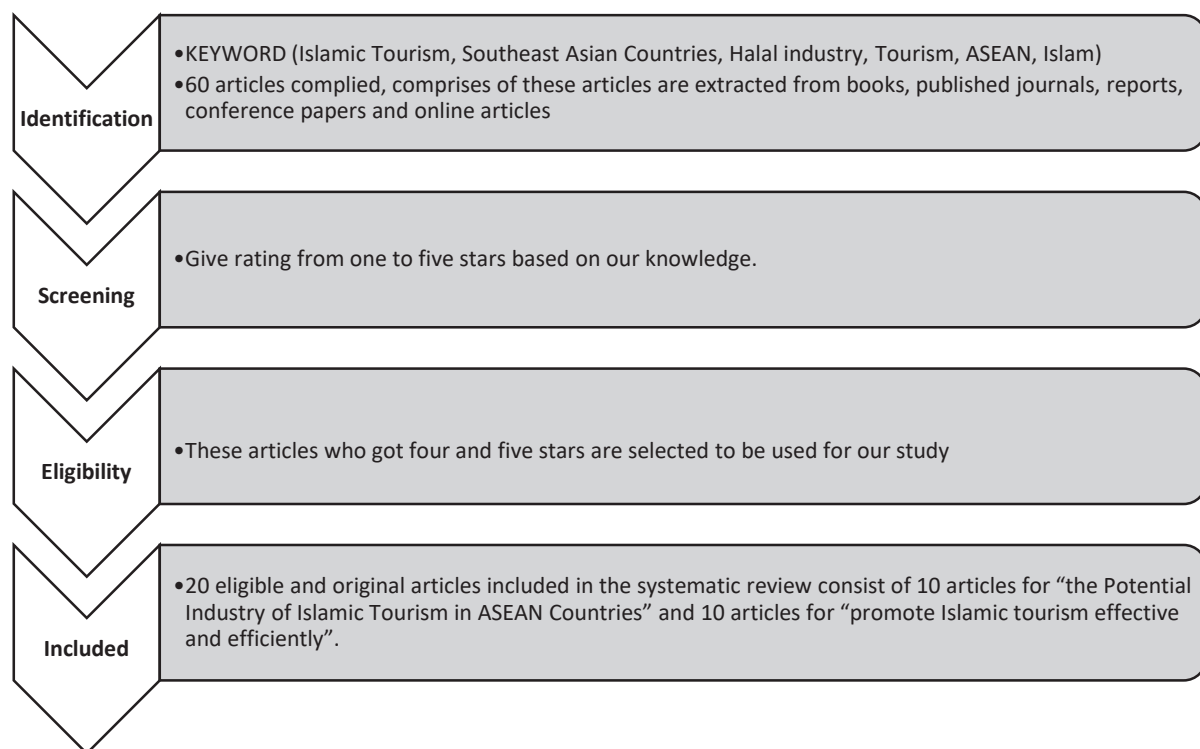 Identification
•KEYWORD (Islamic Tourism, Southeast Asian Countries, Halal industry, Tourism, ASEAN, Islam)
•60 articles complied, comprises of these articles are extracted from books, published journals, reports,
conference papers and online articles
Screening
•Give rating from one to five stars based on our knowledge.
Eligibility
•These articles who got four and five stars are selected to be used for our study
Included
•20 eligible and original articles included in the systematic review consist of 10 articles for “the Potential
Industry of Islamic Tourism in ASEAN Countries” and 10 articles for “promote Islamic tourism effective
and efficiently”.